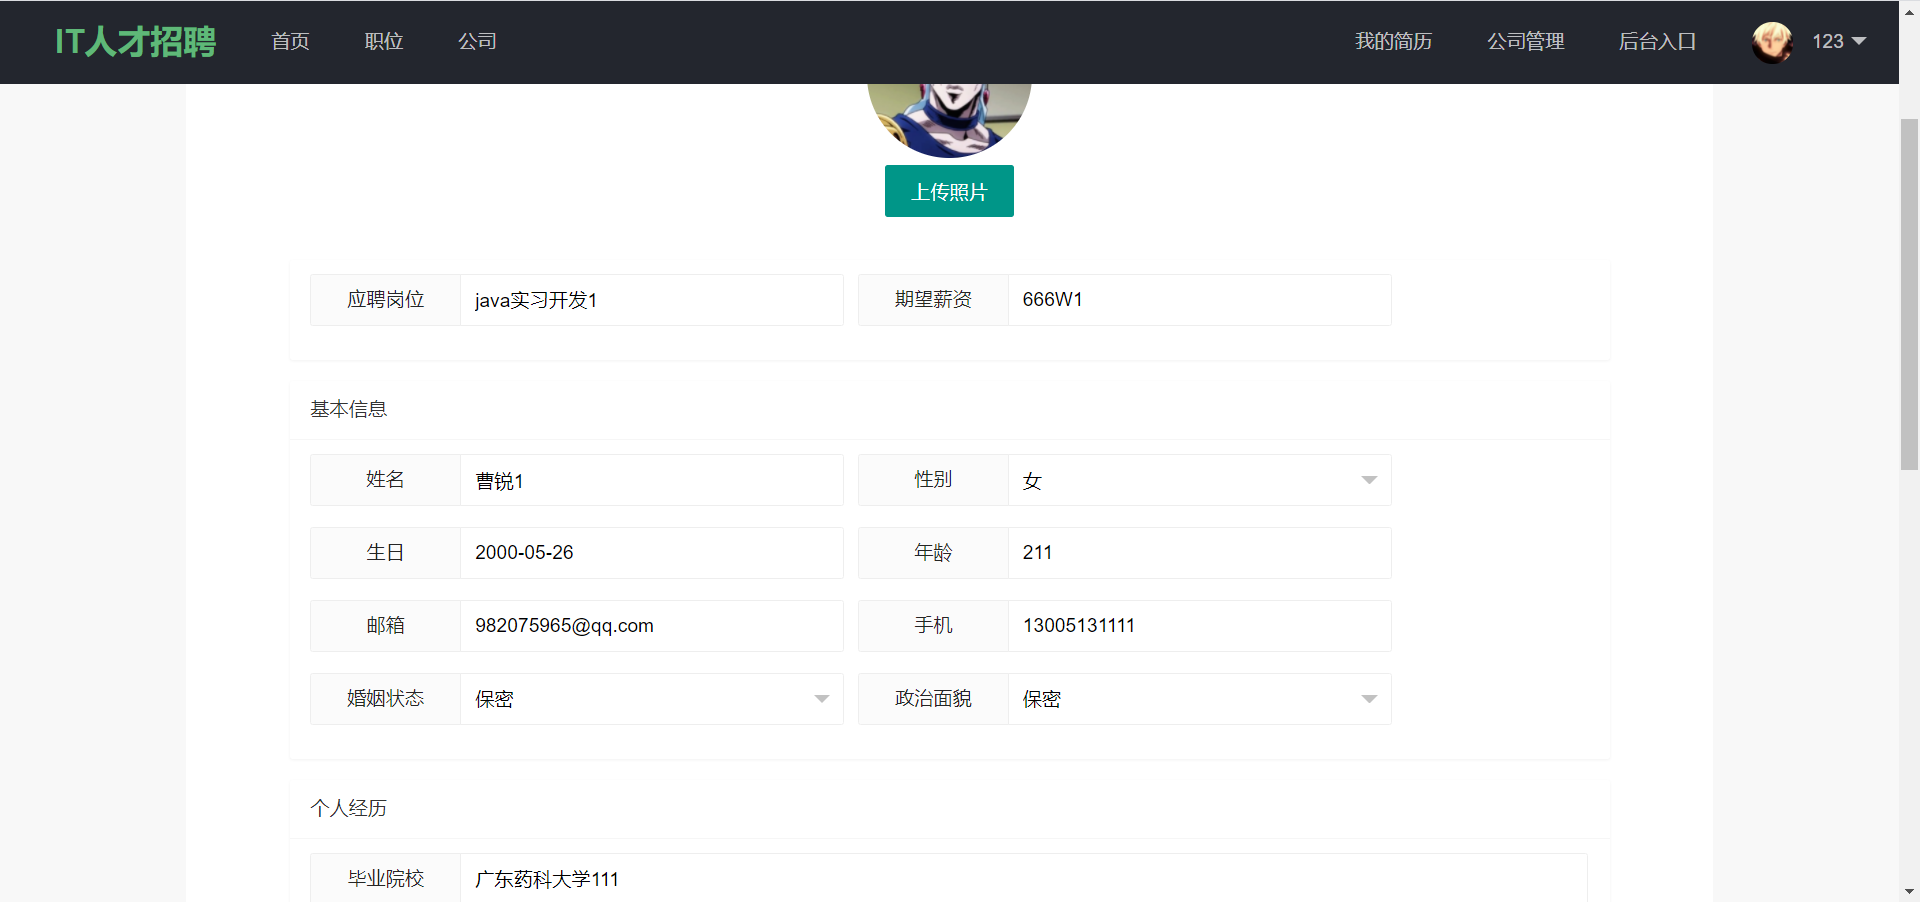 IT人才招聘 首页 职位 公司 我的简历 公司管理 后台入口 123
上传照片
应聘岗位 java实习开发1 期望薪资 666W1
基本信息
姓名 曹锐1 性别 女
生日 2000-05-26 年龄 211
邮箱 982075965@qq.com 手机 13005131111
婚姻状态 保密 政治面貌 保密
个人经历
毕业院校 广东药科大学111